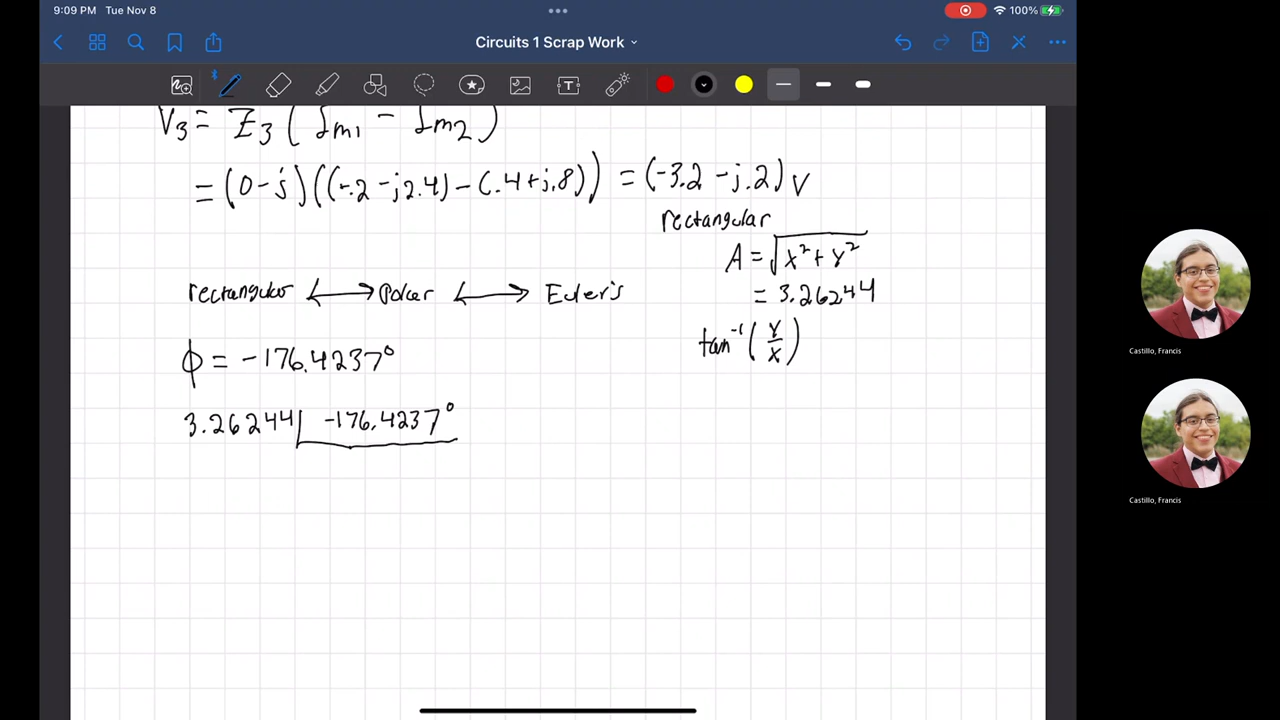 9:09 PM Tue Nov 8
100%
Circuits 1 Scrap Work
V₃ = Z₃ ( Im₁ − Im₂ )
= (0 − j)((-.2 − j2.4) − (.4 + j.8)) = (-3.2 − j.2) V
rectangular
A = √(x² + y²)
= 3.26244
rectangular ⟷ Polar ⟷ Euler's
tan⁻¹(y/x)
ϕ = −176.4237°
3.26244∠−176.4237°
Castillo, Francis
Castillo, Francis